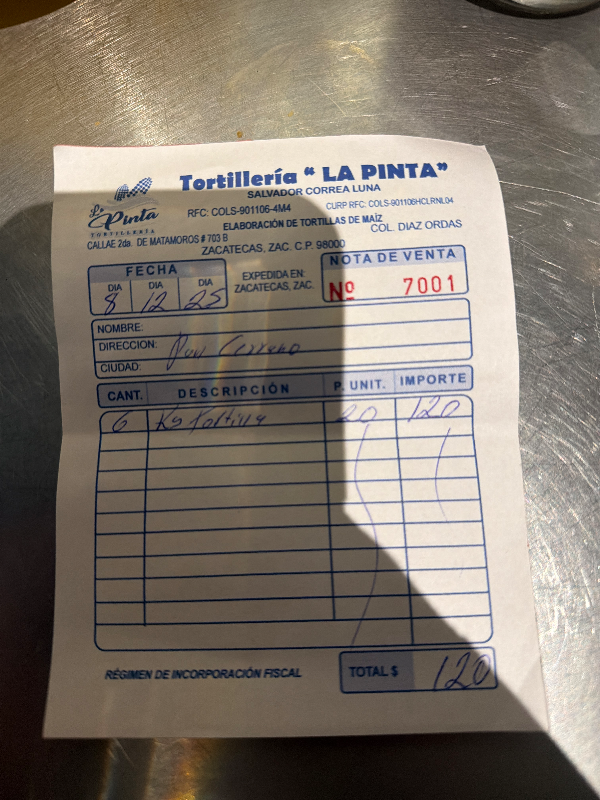 Tortillería “ LA PINTA”
SALVADOR CORREA LUNA
RFC: COLS-901106-4M4 CURP RFC: COLS-901106HCLRNL04
ELABORACIÓN DE TORTILLAS DE MAÍZ
La Pinta
TORTILLERÍA
CALLAE 2da. DE MATAMOROS # 703 B COL. DIAZ ORDAS
ZACATECAS, ZAC. C.P. 98000
FECHA
DIA DIA DIA
8 12 25
EXPEDIDA EN:
ZACATECAS, ZAC.
NOTA DE VENTA
Nº 7001
NOMBRE:
DIRECCION:
CIUDAD:
CANT. DESCRIPCIÓN P. UNIT. IMPORTE
6 Kg Tortilla 20 120
RÉGIMEN DE INCORPORACIÓN FISCAL TOTAL $ 120